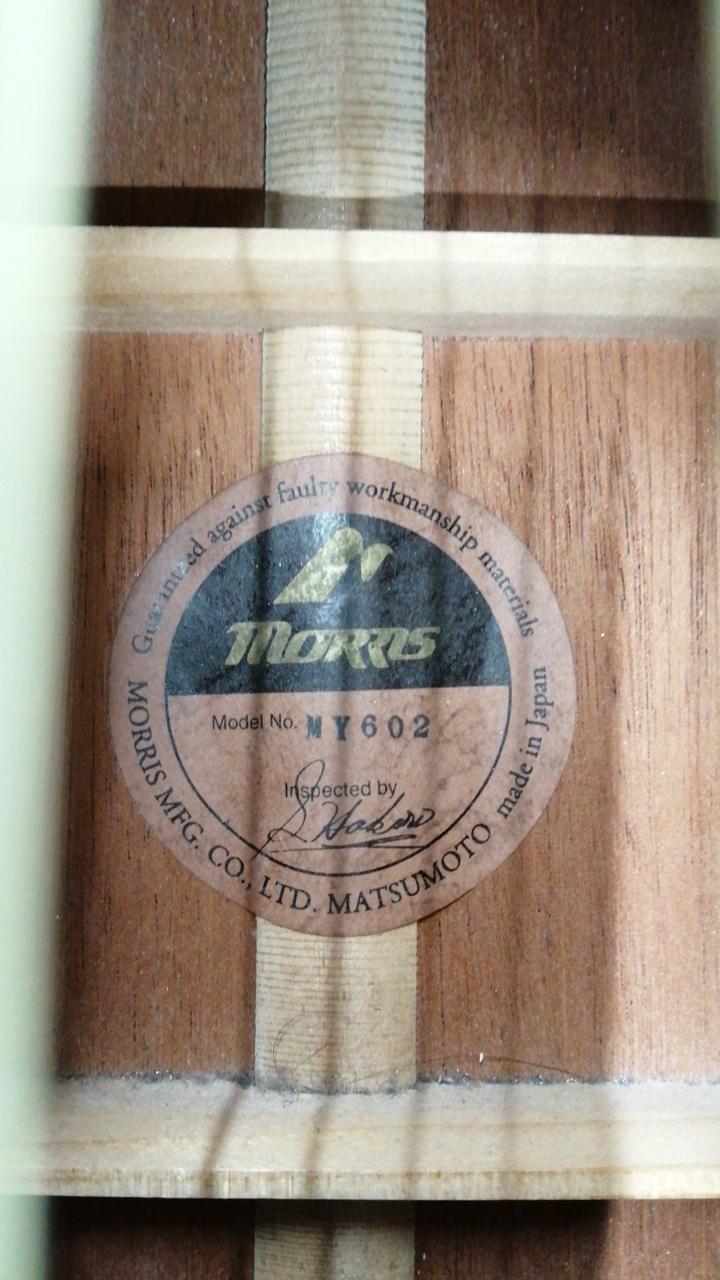 Guaranteed against faulty workmanship materials
MORRIS
Model No. MY602
Inspected by
MORRIS MFG. CO., LTD. MATSUMOTO made in Japan